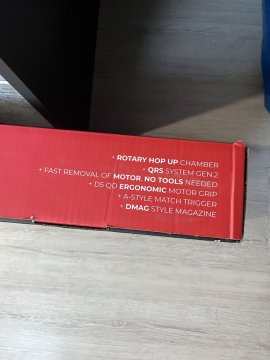 + ROTARY HOP UP CHAMBER
+ QRS SYSTEM GEN.2
+ FAST REMOVAL OF MOTOR. NO TOOLS NEEDED
+ DS QD ERGONOMIC MOTOR GRIP
+ A-STYLE MATCH TRIGGER
+ DMAG STYLE MAGAZINE